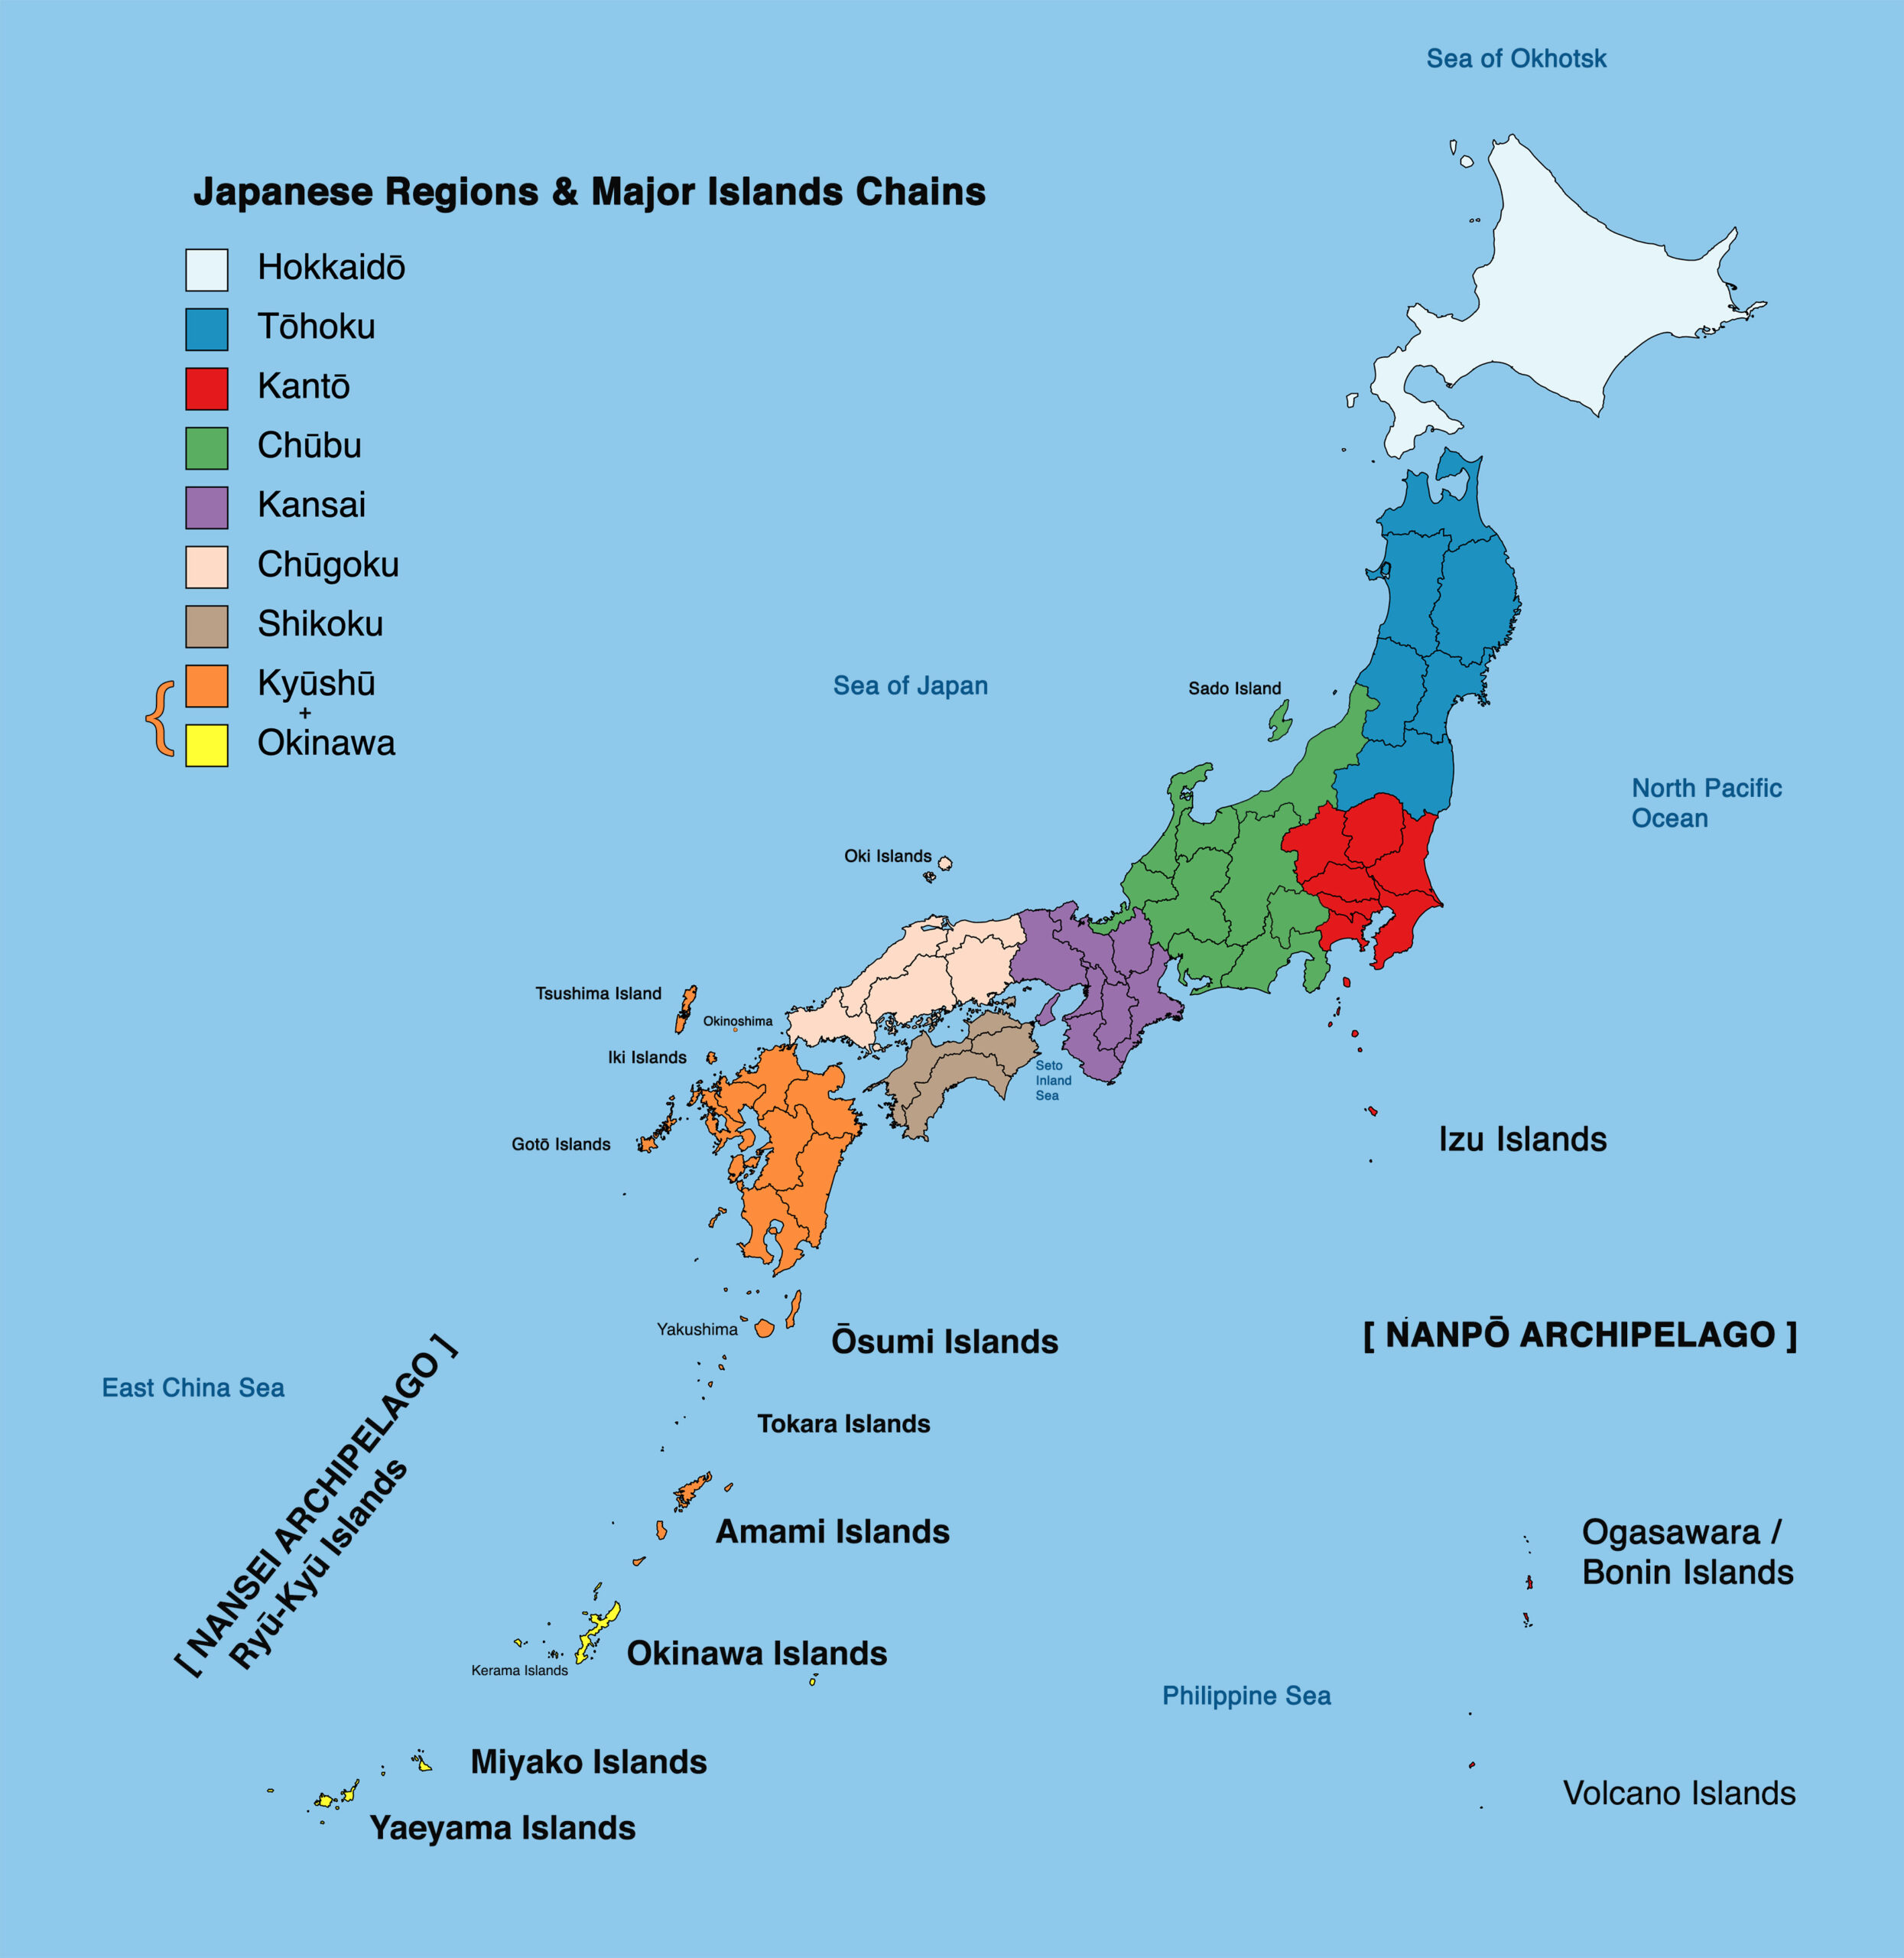 Sea of Okhotsk
Japanese Regions & Major Islands Chains
Hokkaidō
Tōhoku
Kantō
Chūbu
Kansai
Chūgoku
Shikoku
Kyūshū
+
Okinawa
Sea of Japan
Sado Island
North Pacific
Ocean
Oki Islands
Tsushima Island
Okinoshima
Iki Islands
Seto
Inland
Sea
Gotō Islands
Izu Islands
Yakushima
Ōsumi Islands
[ NANPŌ ARCHIPELAGO ]
East China Sea
[ NANSEI ARCHIPELAGO ]
Ryū-Kyū Islands
Tokara Islands
Amami Islands
Ogasawara /
Bonin Islands
Okinawa Islands
Kerama Islands
Philippine Sea
Miyako Islands
Volcano Islands
Yaeyama Islands